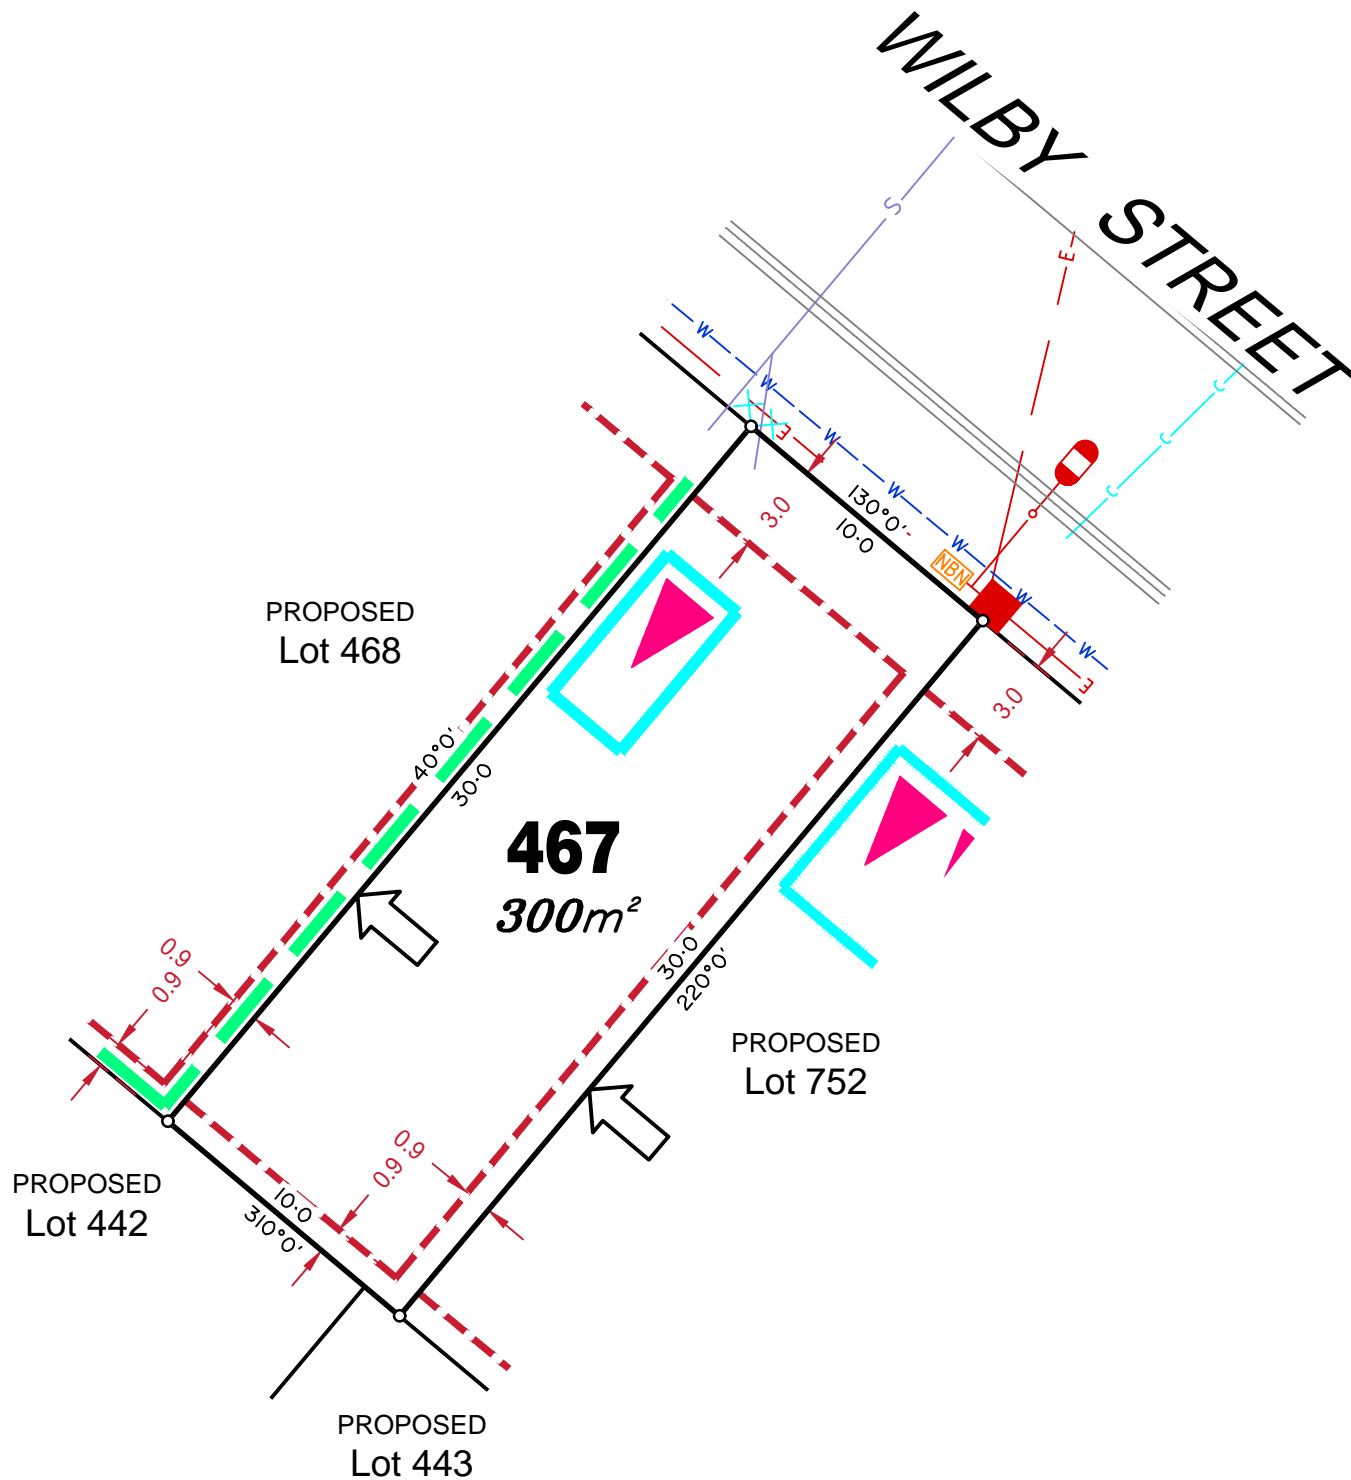 WILBY STREET
S
E
W
W
W
W
W
W
W
E
E
C
C
C
NBN
3.0
130°0'
10·0
3.0
PROPOSED
Lot 468
40°0'
30·0
467
300m²
30·0
220°0'
0.9
0.9
PROPOSED
Lot 752
0.9
0.9
10·0
310°0'
PROPOSED
Lot 442
PROPOSED
Lot 443